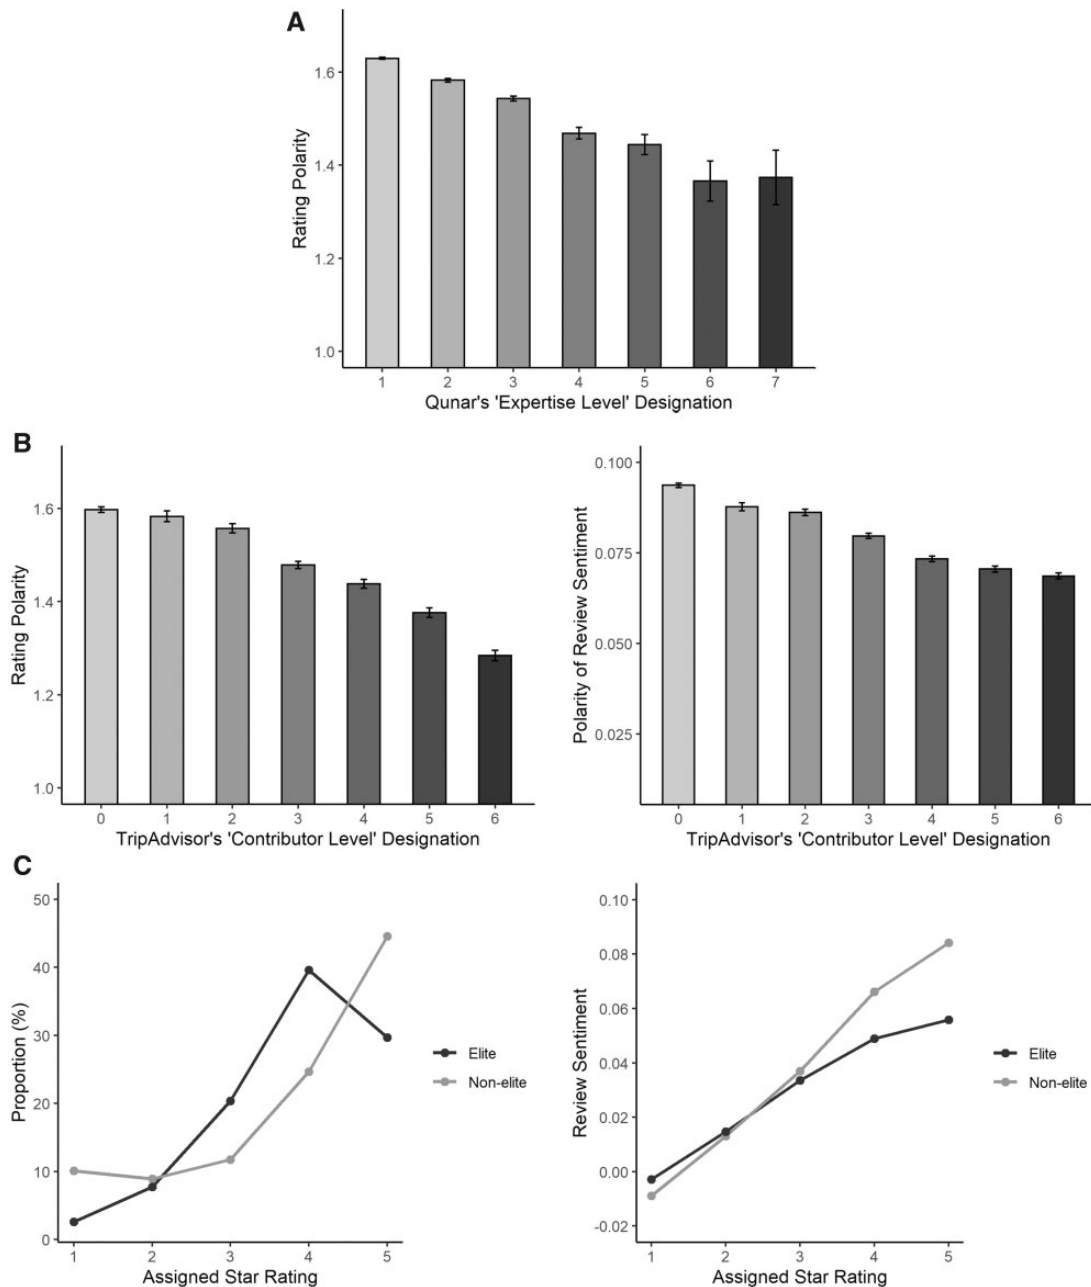 A
Rating Polarity
1.6
1.4
1.2
1.0
1 2 3 4 5 6 7
Qunar's 'Expertise Level' Designation
B
Rating Polarity
1.6
1.4
1.2
1.0
0 1 2 3 4 5 6
TripAdvisor's 'Contributor Level' Designation
Polarity of Review Sentiment
0.100
0.075
0.050
0.025
0 1 2 3 4 5 6
TripAdvisor's 'Contributor Level' Designation
C
Proportion (%)
50
40
30
20
10
0
1 2 3 4 5
Assigned Star Rating
Elite
Non-elite
Review Sentiment
0.10
0.08
0.06
0.04
0.02
0.00
-0.02
1 2 3 4 5
Assigned Star Rating
Elite
Non-elite